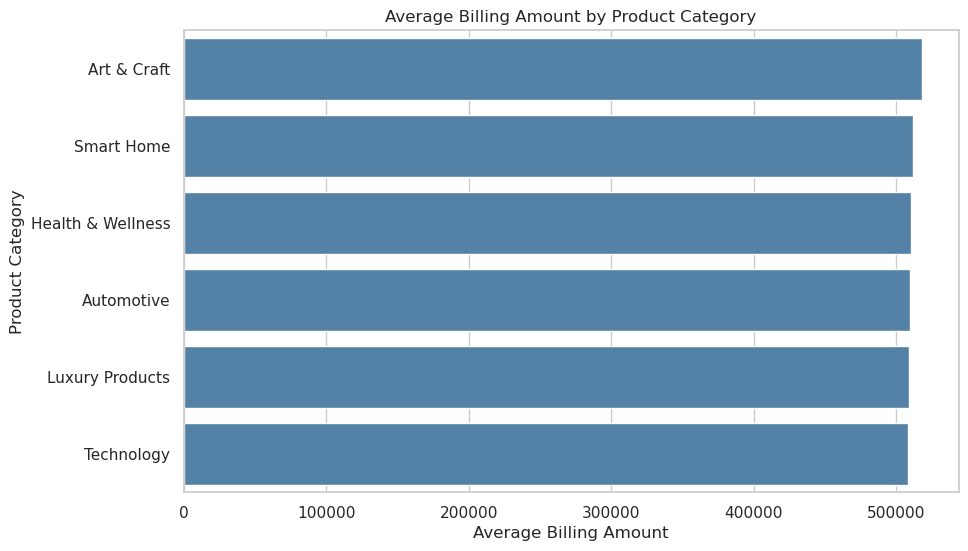 Average Billing Amount by Product Category
Product Category
Art & Craft
Smart Home
Health & Wellness
Automotive
Luxury Products
Technology
0 100000 200000 300000 400000 500000
Average Billing Amount